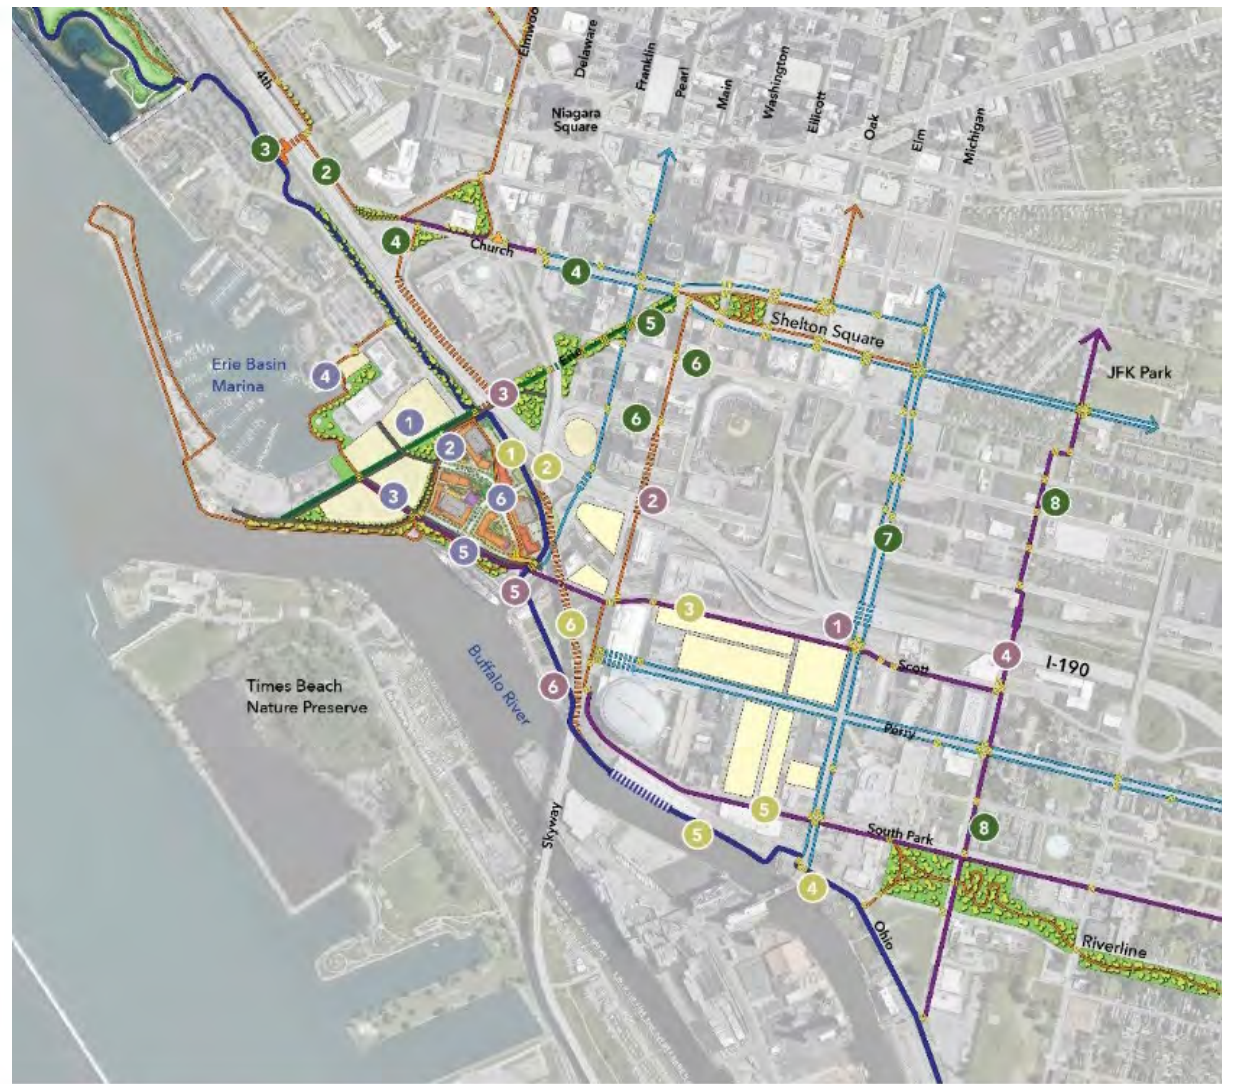 Elmwoo
Delaware
Franklin
Pearl
Main
Washington
Ellicott
Oak
Elm
Michigan
4th
Niagara
Square
3
2
4
Church
4
5
Shelton Square
6
JFK Park
Erie Basin
Marina
4
3
6
1
2
1
2
3
6
2
8
7
5
5
3
6
1
Scott
4
I-190
Times Beach
Nature Preserve
Buffalo River
6
Perry
Skyway
5
5
South Park
8
4
Ohio
Riverline